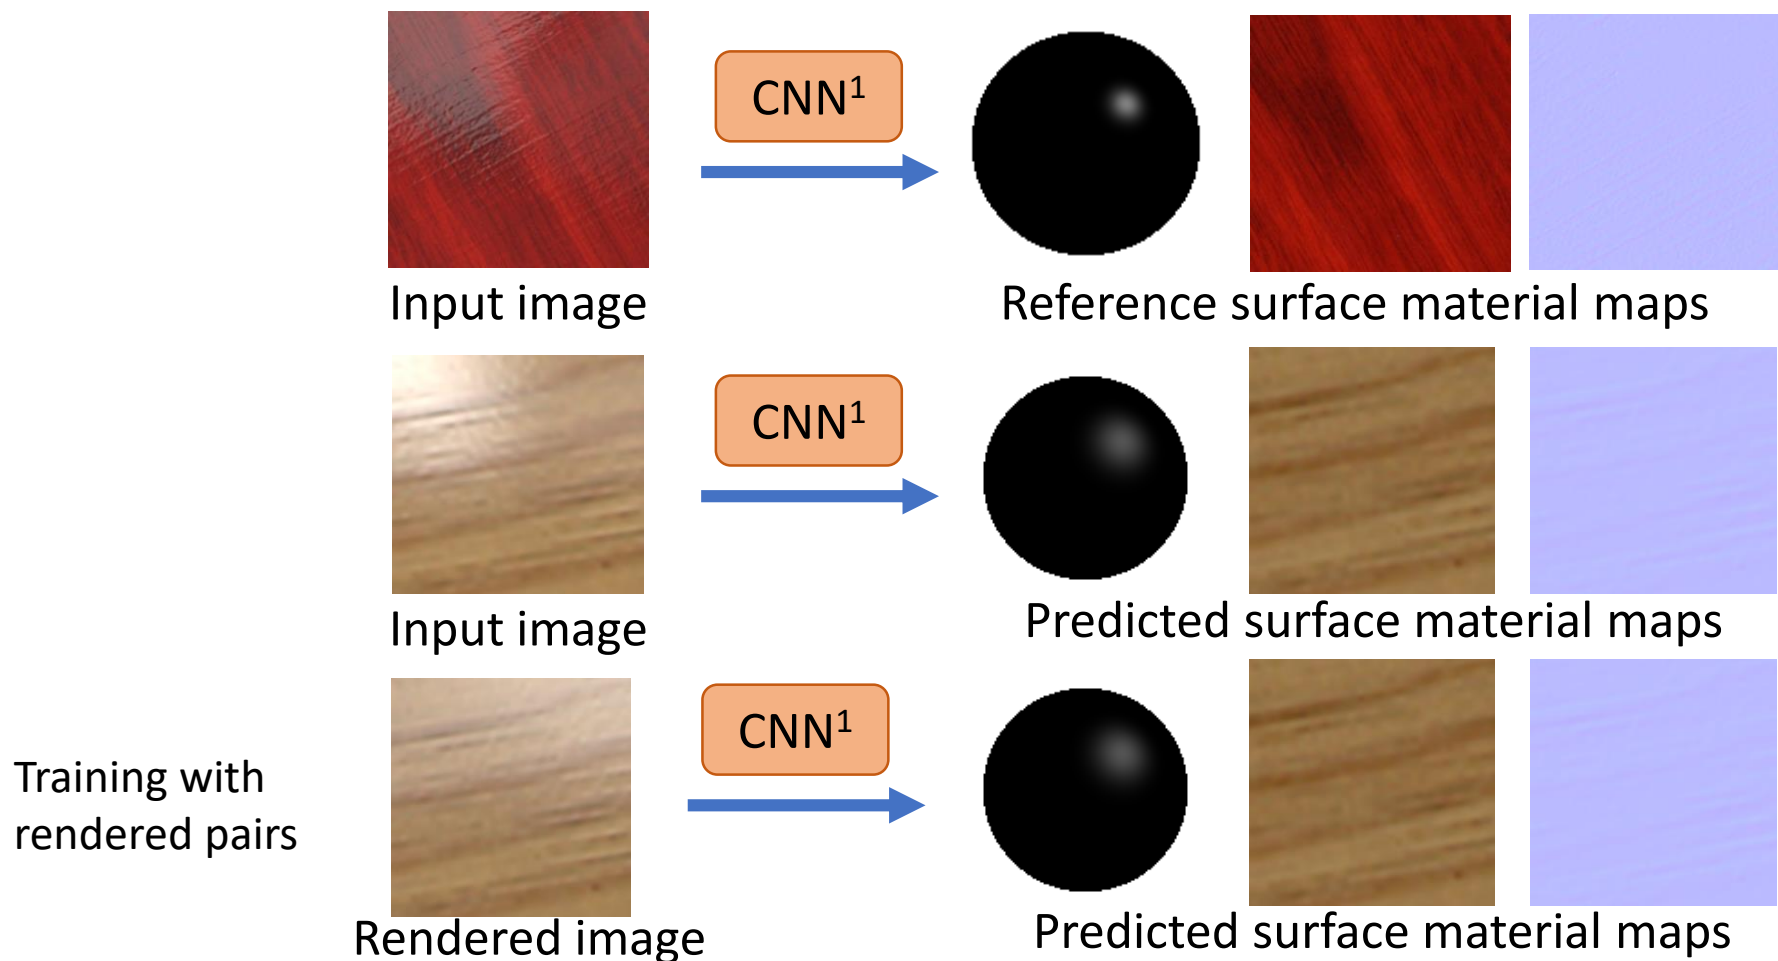 CNN¹
Input image
Reference surface material maps
CNN¹
Input image
Predicted surface material maps
CNN¹
Training with
rendered pairs
Rendered image
Predicted surface material maps